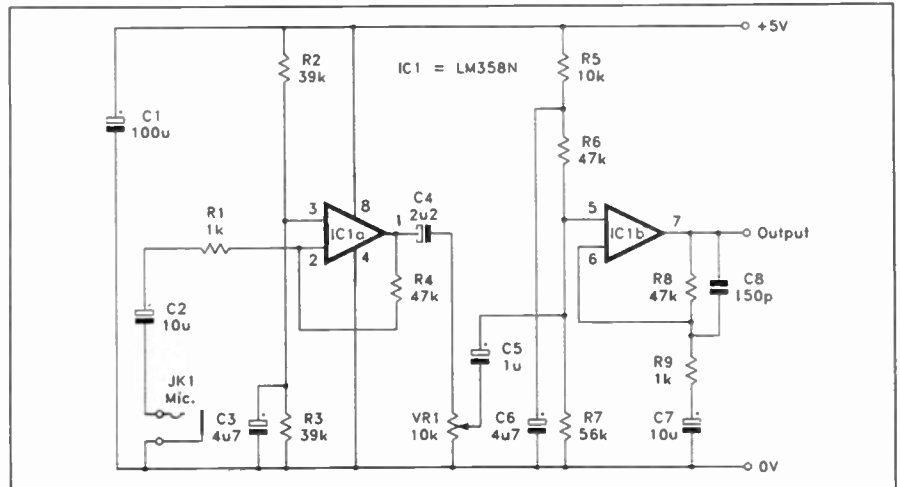 +5V
R2
39k
IC1 = LM358N
R5
10k
C1
100u
R6
47k
R1
1k
3
8
IC1a
1
2
4
C4
2u2
5
7
IC1b
6
Output
R4
47k
R8
47k
C8
150p
C2
10u
C5
1u
R9
1k
JK1
Mic.
C3
4u7
R3
39k
VR1
10k
C6
4u7
R7
56k
C7
10u
0V